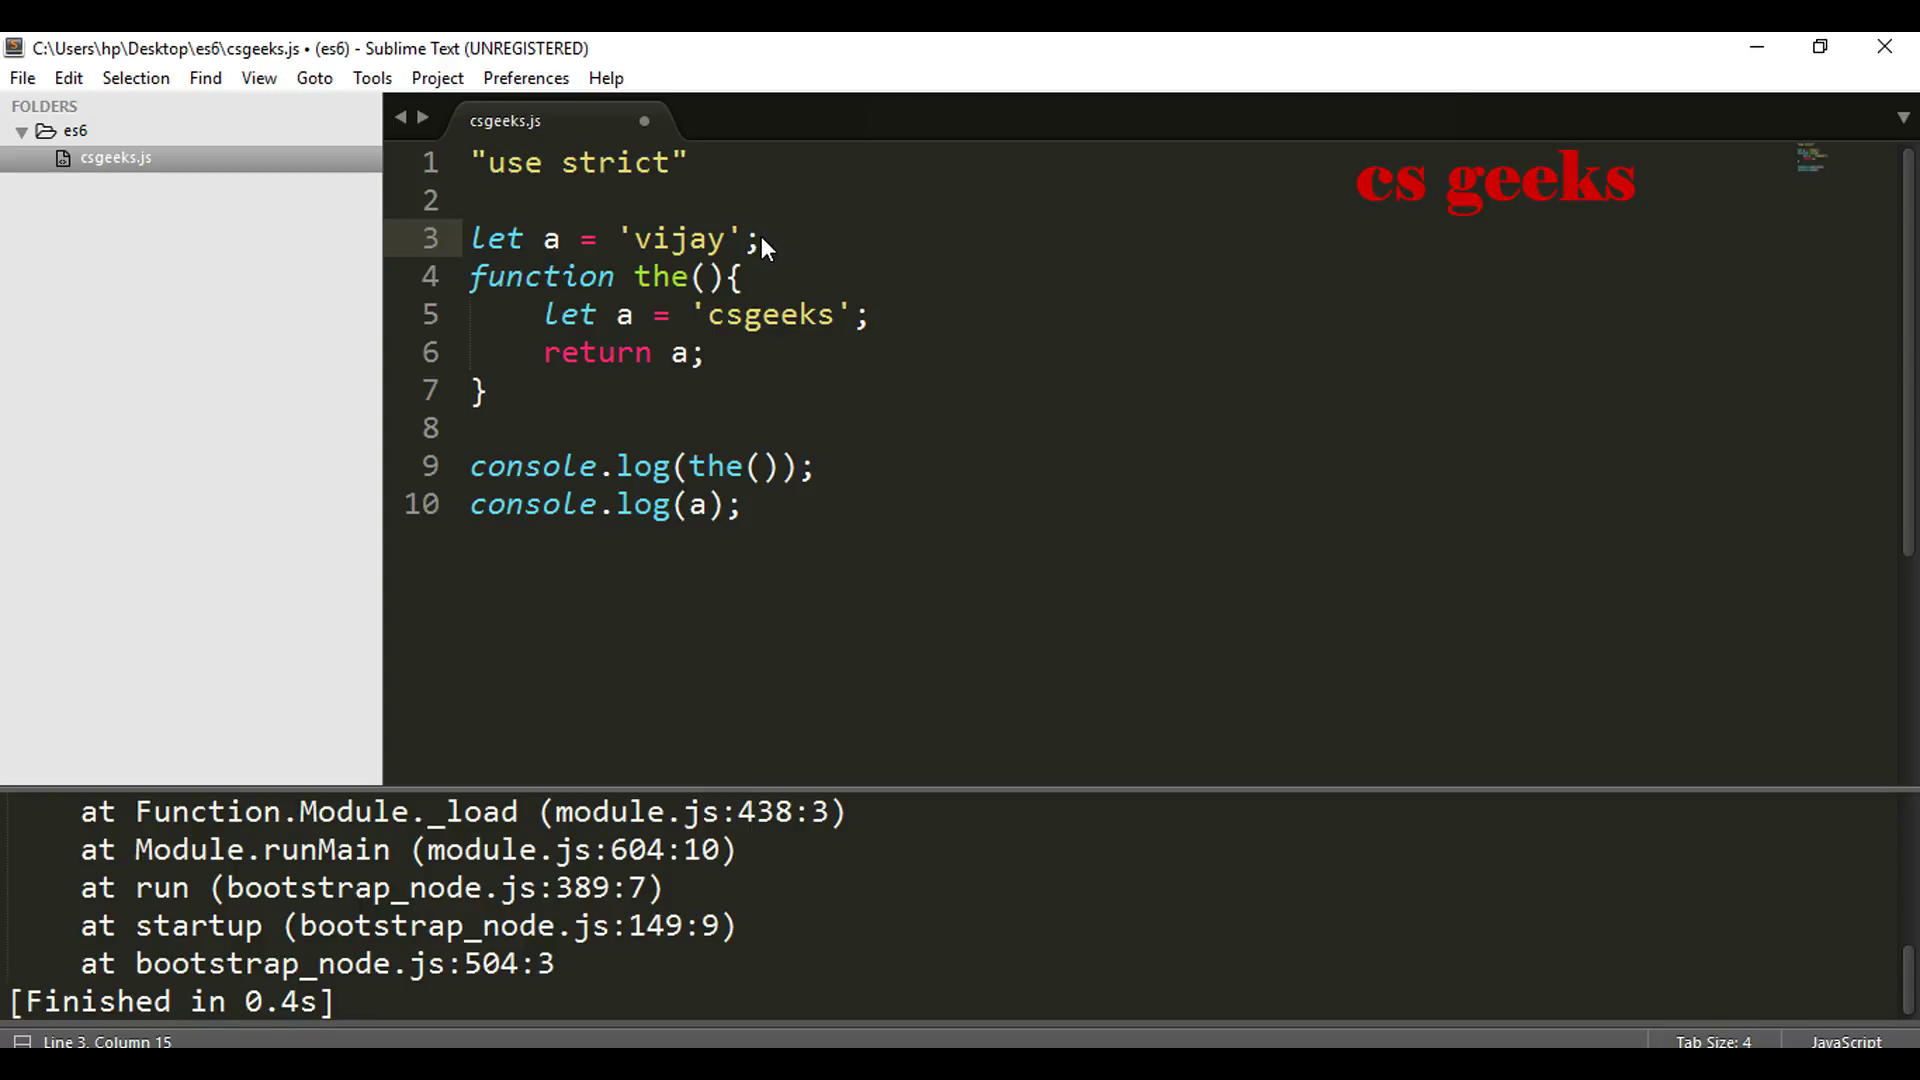 C:\Users\hp\Desktop\es6\csgeeks.js • (es6) - Sublime Text (UNREGISTERED)
File Edit Selection Find View Goto Tools Project Preferences Help
FOLDERS
es6
csgeeks.js
csgeeks.js
cs geeks
1 "use strict"
2
3 let a = 'vijay';
4 function the(){
5     let a = 'csgeeks';
6     return a;
7 }
8
9 console.log(the());
10 console.log(a);
at Function.Module._load (module.js:438:3)
at Module.runMain (module.js:604:10)
at run (bootstrap_node.js:389:7)
at startup (bootstrap_node.js:149:9)
at bootstrap_node.js:504:3
[Finished in 0.4s]
Line 3, Column 15 Tab Size: 4 JavaScript